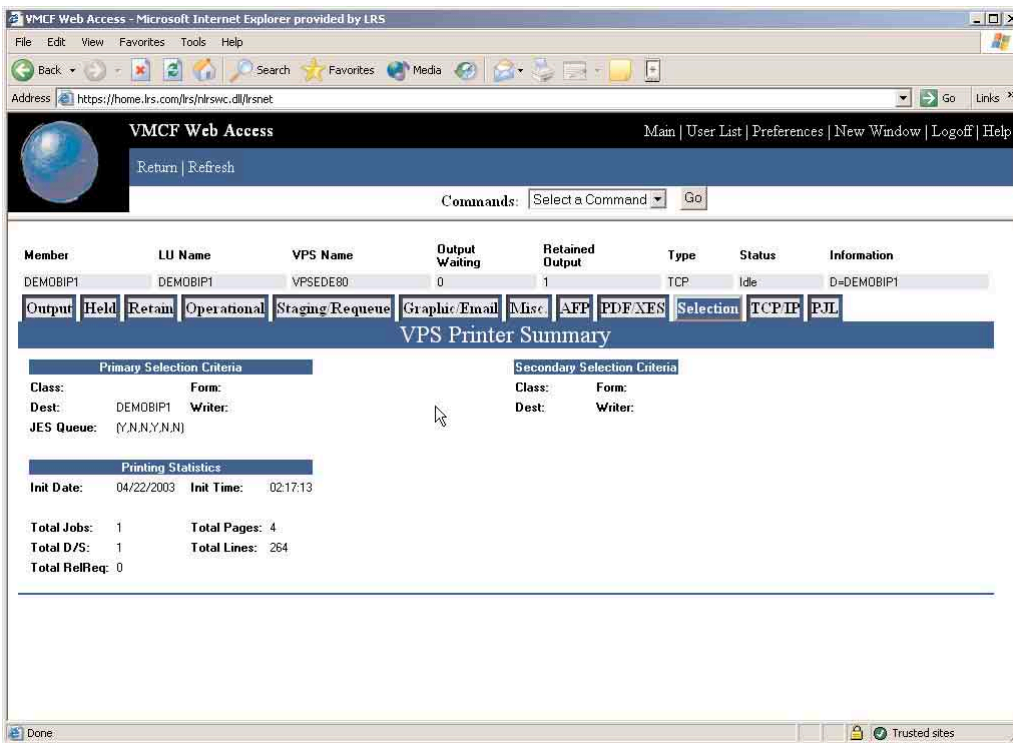 VMCF Web Access - Microsoft Internet Explorer provided by LRS
File Edit View Favorites Tools Help
Back Search Favorites Media
Address https://home.lrs.com/lrs/nlrswc.dll/lrsnet Go Links »
VMCF Web Access Main | User List | Preferences | New Window | Logoff | Help
Return | Refresh
Commands: Select a Command Go
Member LU Name VPS Name Output Waiting Retained Output Type Status Information
DEMOBIP1 DEMOBIP1 VPSEDE80 0 1 TCP Idle D=DEMOBIP1
Output Held Retain Operational Staging/Requeue Graphic/Email Misc. AFP PDF/XES Selection TCP/IP PJL
VPS Printer Summary
Primary Selection Criteria Secondary Selection Criteria
Class: Form: Class: Form:
Dest: DEMOBIP1 Writer: Dest: Writer:
JES Queue: (Y,N,N,Y,N,N)
Printing Statistics
Init Date: 04/22/2003 Init Time: 02:17:13
Total Jobs: 1 Total Pages: 4
Total D/S: 1 Total Lines: 264
Total RelReq: 0
Done Trusted sites